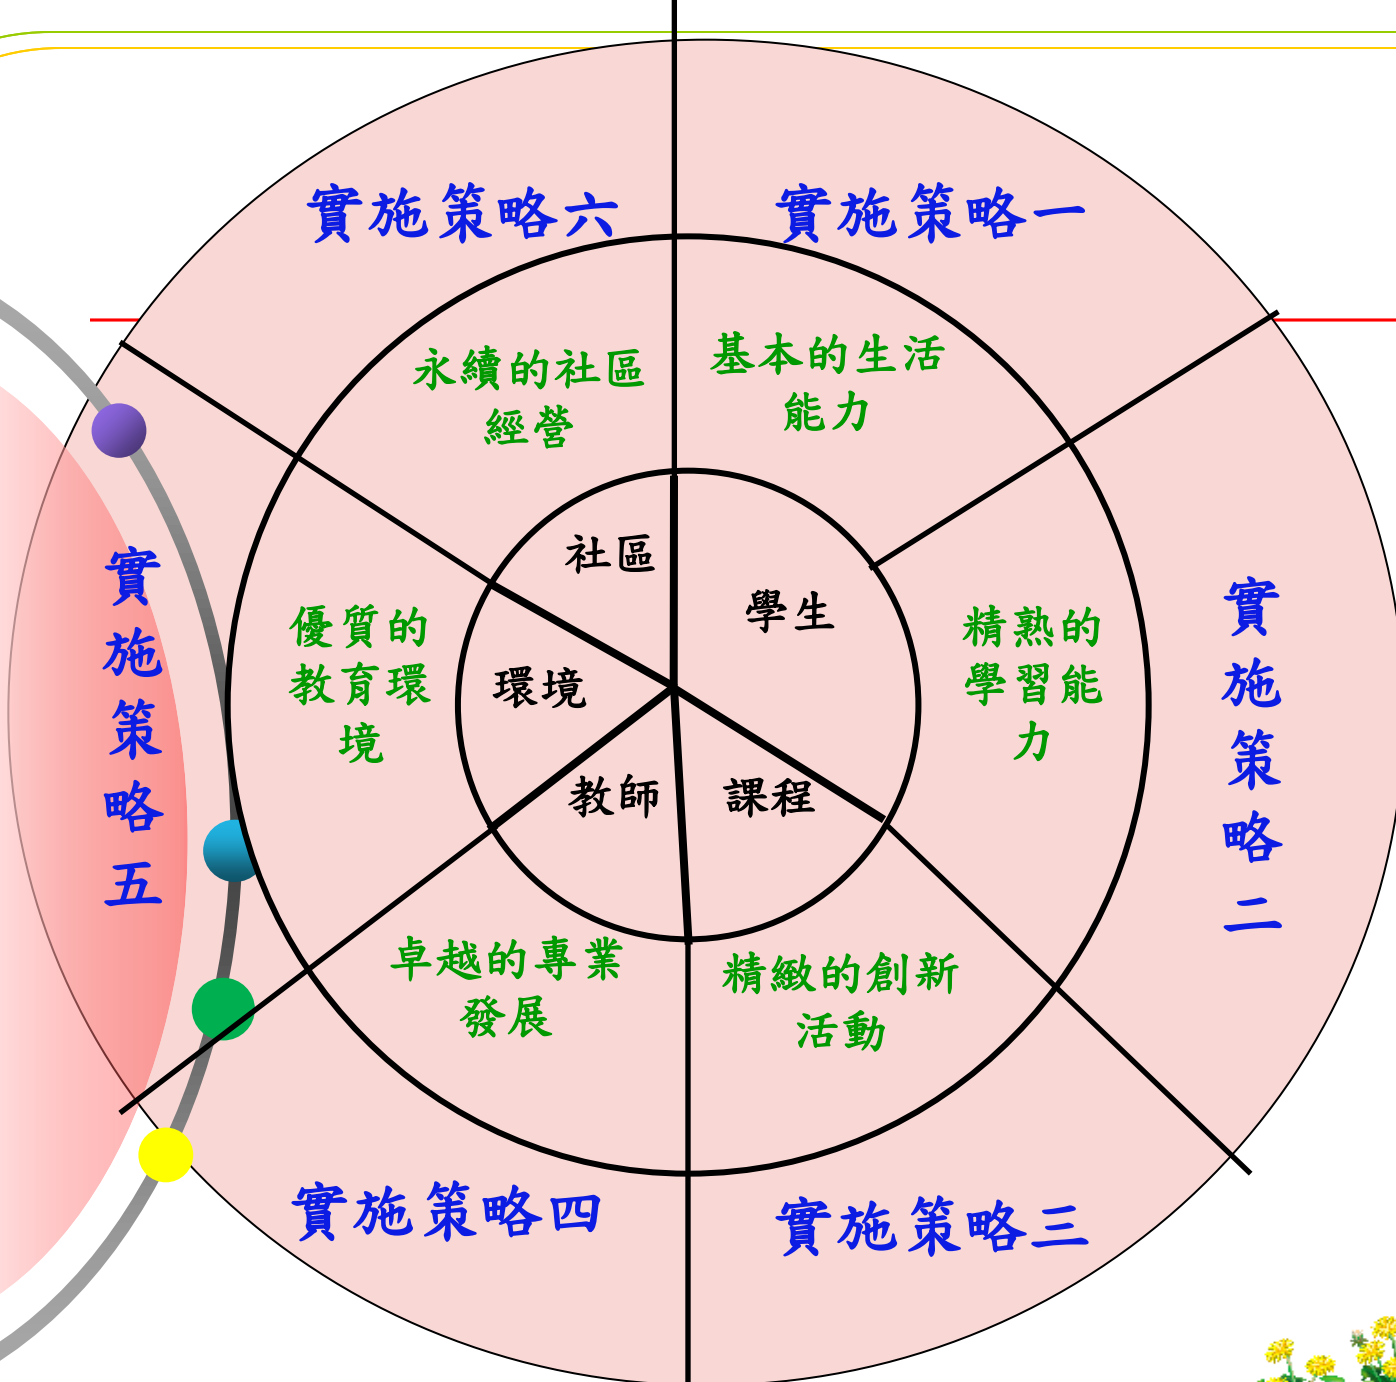 實施策略六
實施策略一
永續的社區
經營
基本的生活
能力
社區
學生
實施策略五
優質的
教育環
境
環境
精熟的
學習能
力
實施策略二
教師
課程
卓越的專業
發展
精緻的創新
活動
實施策略四
實施策略三